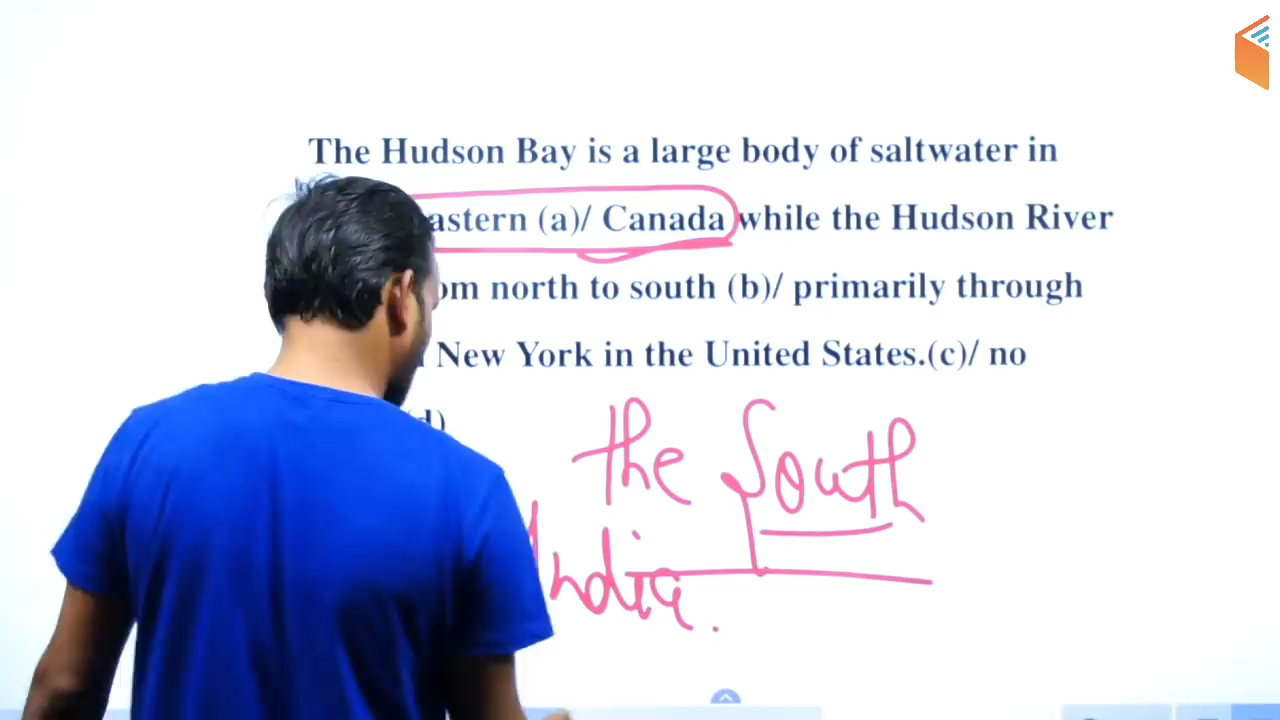 The Hudson Bay is a large body of saltwater in
astern (a)/ Canada while the Hudson River
om north to south (b)/ primarily through
New York in the United States.(c)/ no
(d)
the South
India.